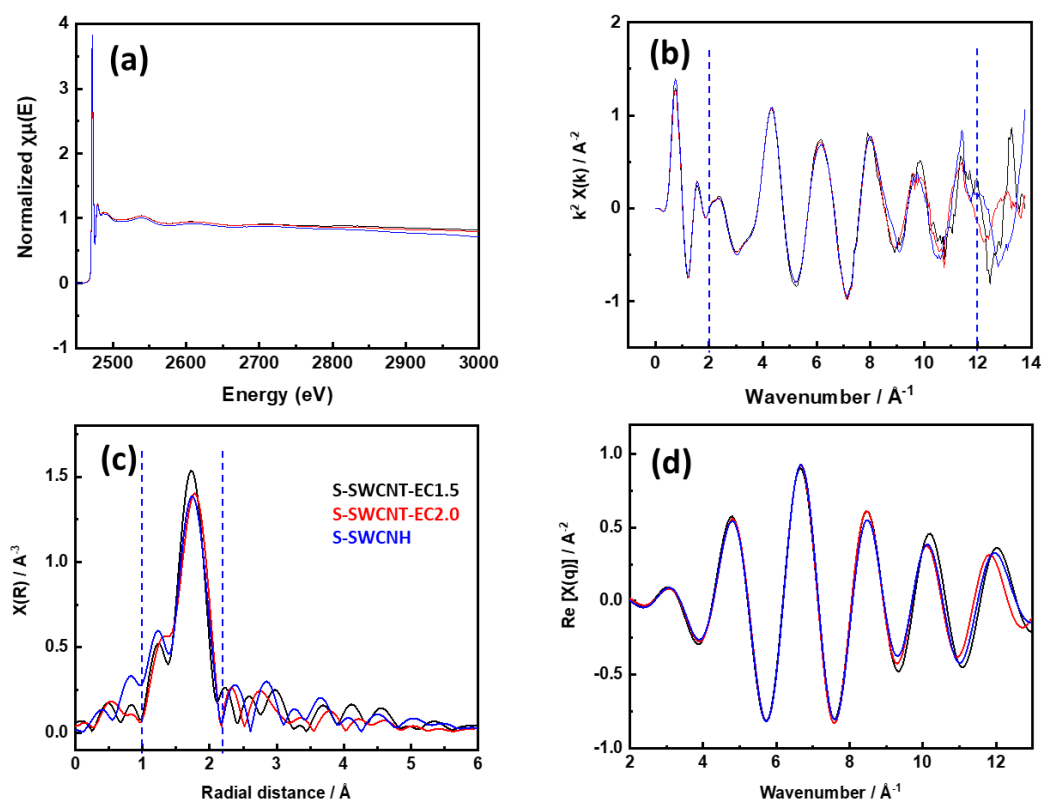 (a)
Normalized χμ(E)
4
3
2
1
0
-1
2500 2600 2700 2800 2900 3000
Energy (eV)
(b)
k² X(k) / A⁻²
2
1
0
-1
0 2 4 6 8 10 12 14
Wavenumber / Å⁻¹
(c)
X(R) / A⁻³
1.5
1.0
0.5
0.0
S-SWCNT-EC1.5
S-SWCNT-EC2.0
S-SWCNH
0 1 2 3 4 5 6
Radial distance / Å
(d)
Re [X(q)] / A⁻²
1.0
0.5
0.0
-0.5
-1.0
2 4 6 8 10 12
Wavenumber / Å⁻¹